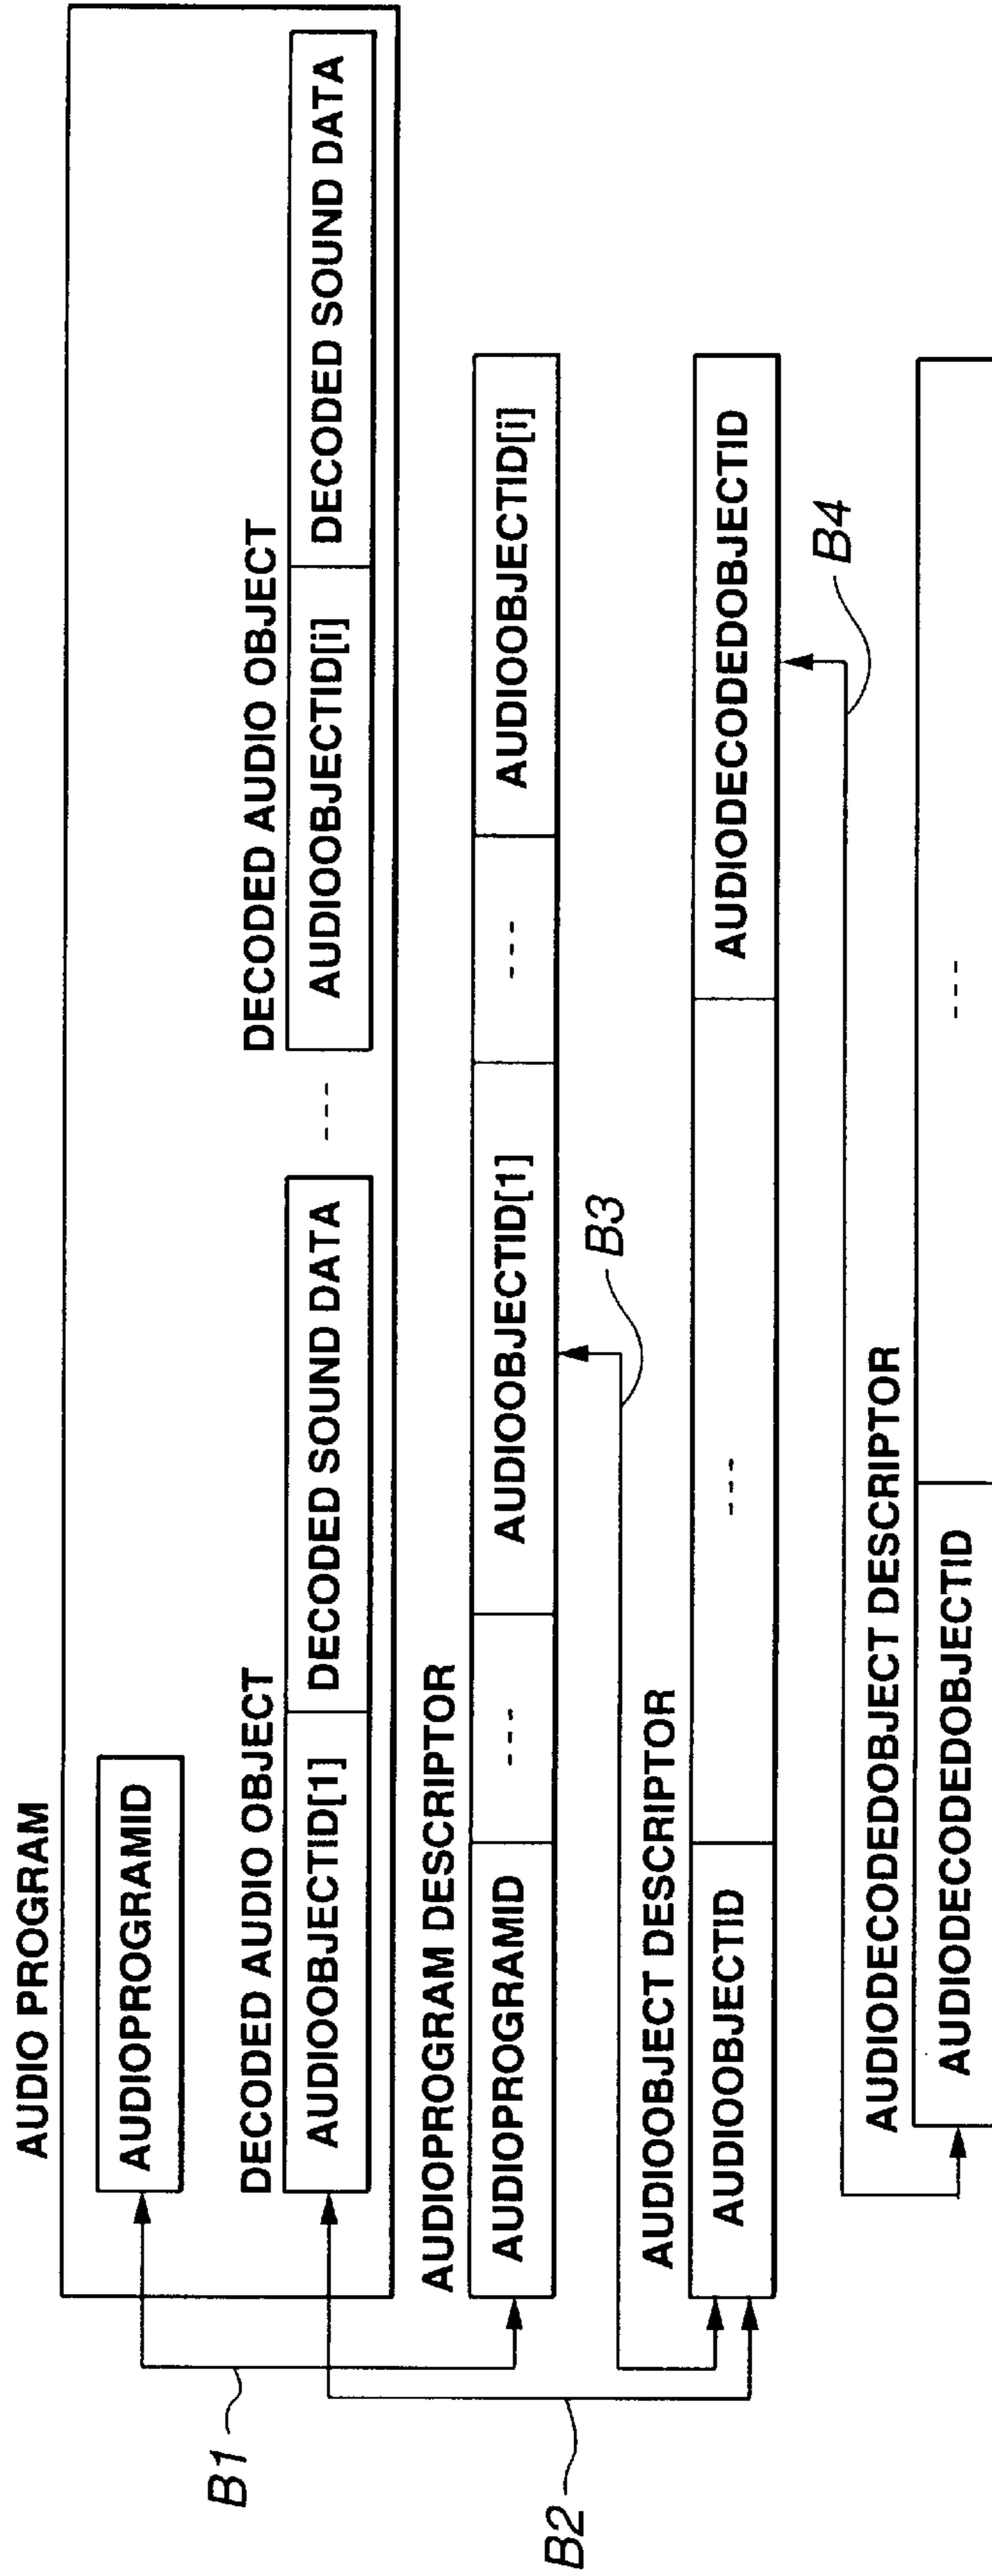 AUDIO PROGRAM
AUDIOPROGRAMID
B1
DECODED AUDIO OBJECT
DECODED AUDIO OBJECT
AUDIOOBJECTID[1] DECODED SOUND DATA --- AUDIOOBJECTID[i] DECODED SOUND DATA
AUDIOPROGRAM DESCRIPTOR
AUDIOPROGRAMID --- AUDIOOBJECTID[1] --- AUDIOOBJECTID[i]
B2
B3
AUDIOOBJECT DESCRIPTOR
AUDIOOBJECTID --- AUDIODECODEDOBJECTID
B4
AUDIODECODEDOBJECT DESCRIPTOR
AUDIODECODEDOBJECTID ---